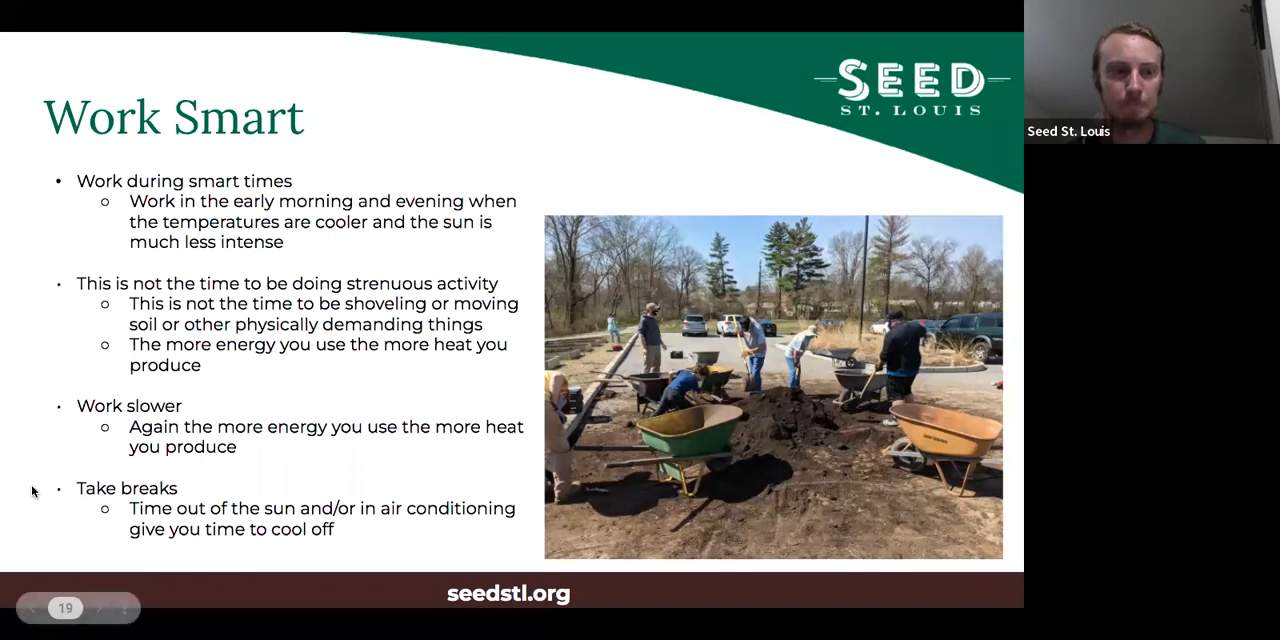 SEED
ST. LOUIS
Work Smart
• Work during smart times
○ Work in the early morning and evening when
the temperatures are cooler and the sun is
much less intense
• This is not the time to be doing strenuous activity
○ This is not the time to be shoveling or moving
soil or other physically demanding things
○ The more energy you use the more heat you
produce
• Work slower
○ Again the more energy you use the more heat
you produce
• Take breaks
○ Time out of the sun and/or in air conditioning
give you time to cool off
seedstl.org
19
Seed St. Louis